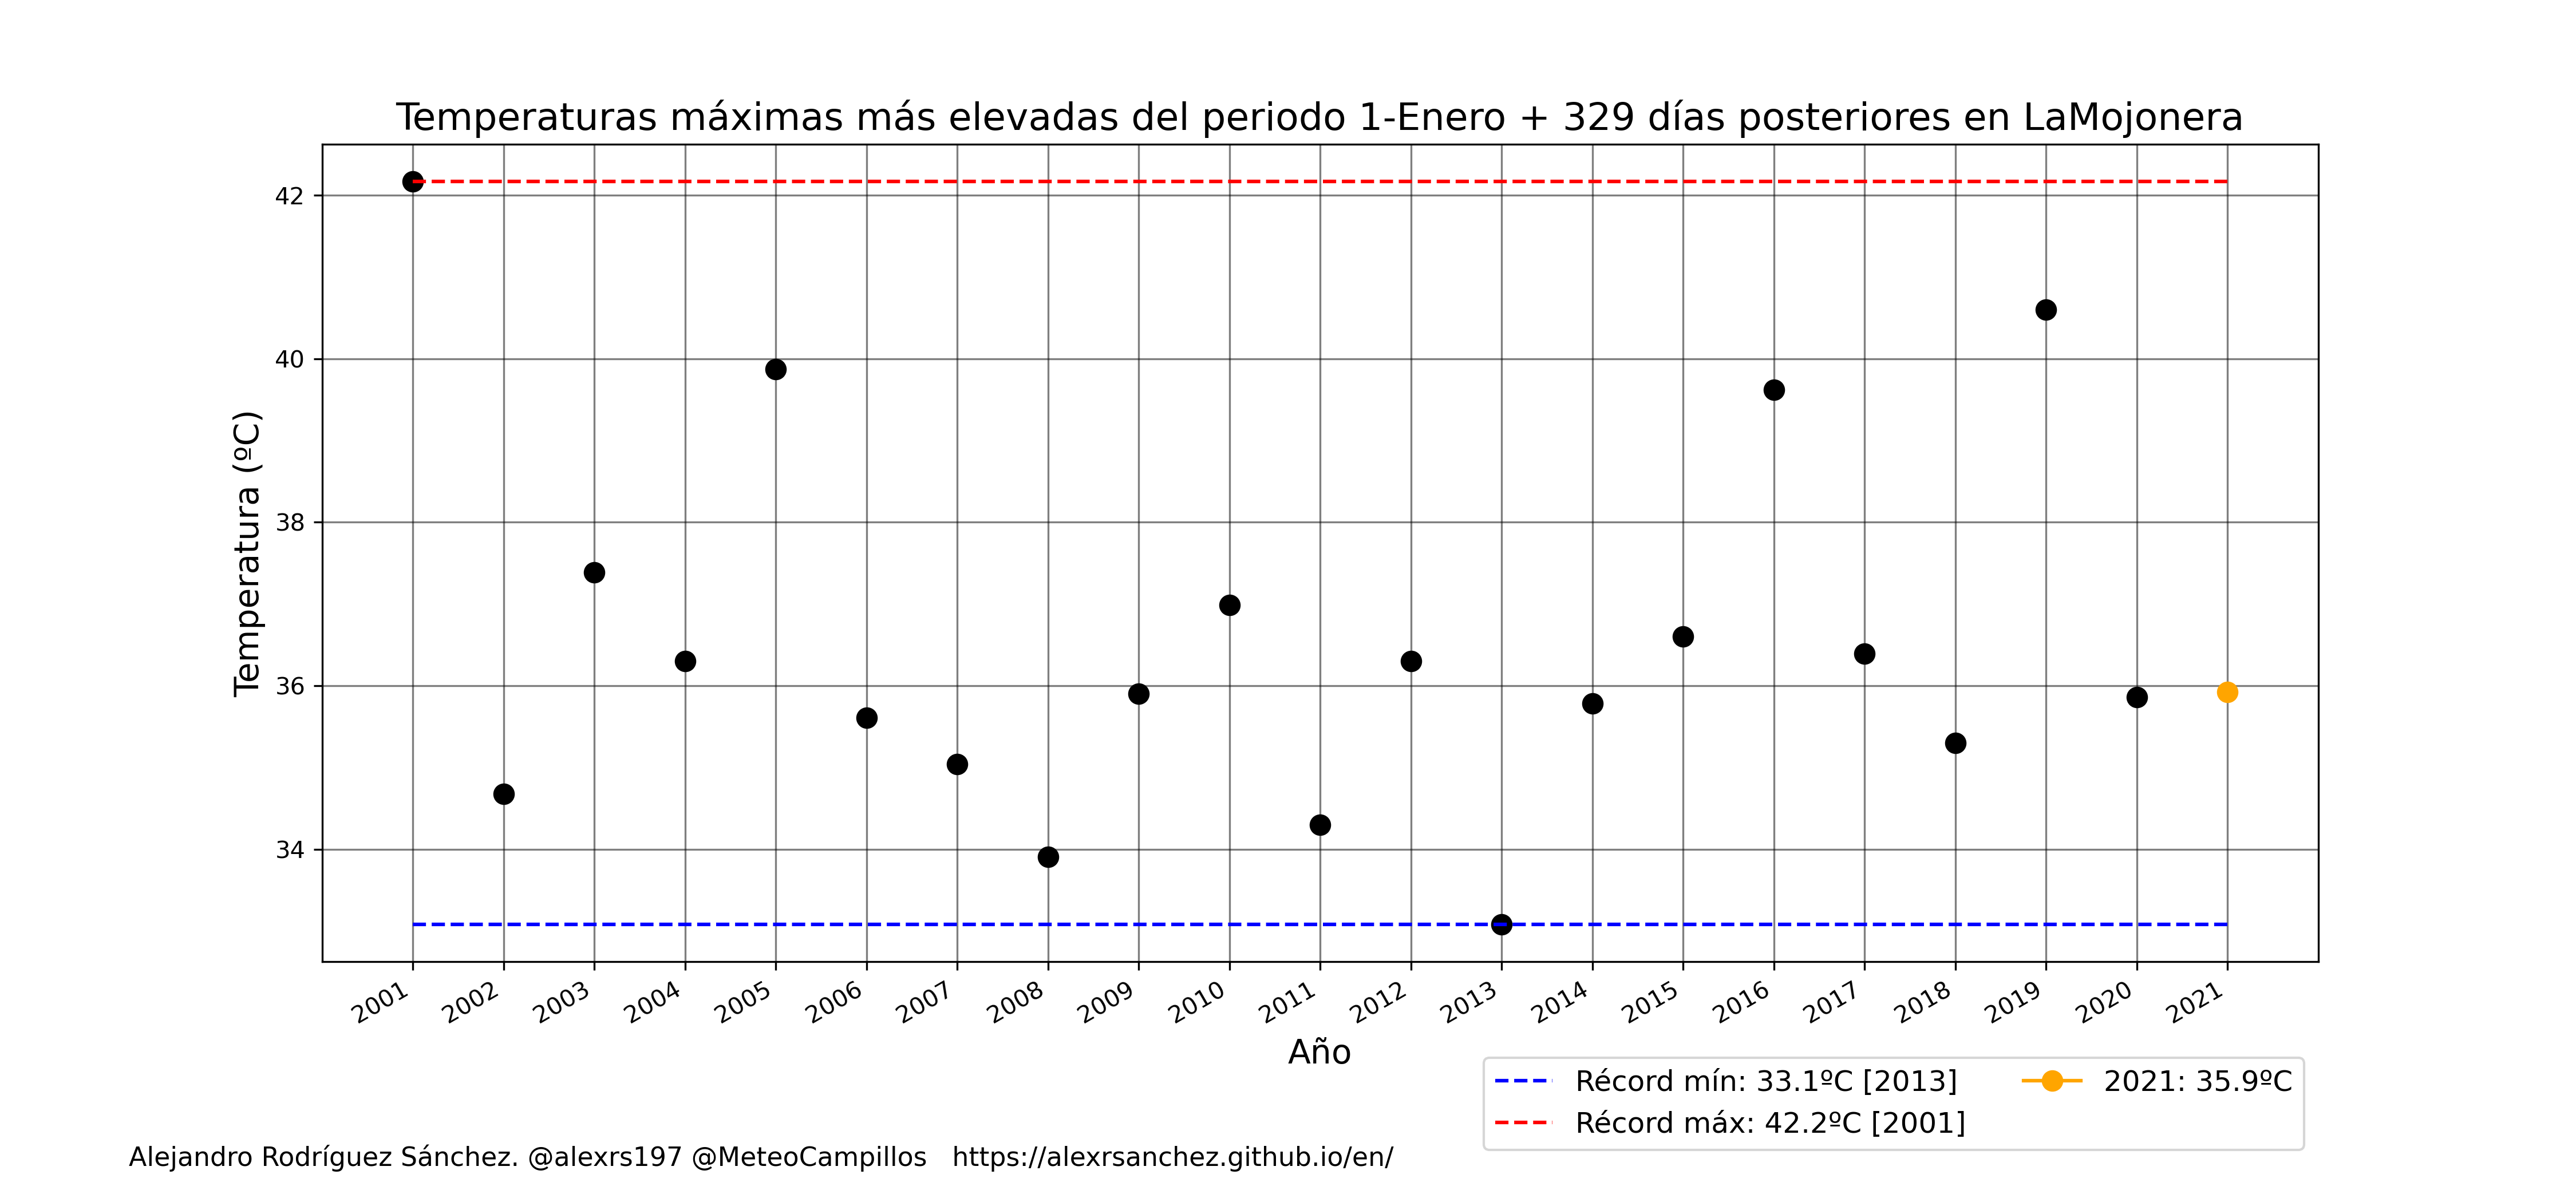 Temperaturas máximas más elevadas del periodo 1-Enero + 329 días posteriores en LaMojonera
Temperatura (ºC)
42
40
38
36
34
2001 2002 2003 2004 2005 2006 2007 2008 2009 2010 2011 2012 2013 2014 2015 2016 2017 2018 2019 2020 2021
Año
Récord mín: 33.1ºC [2013]
Récord máx: 42.2ºC [2001]
2021: 35.9ºC
Alejandro Rodríguez Sánchez. @alexrs197 @MeteoCampillos https://alexrsanchez.github.io/en/